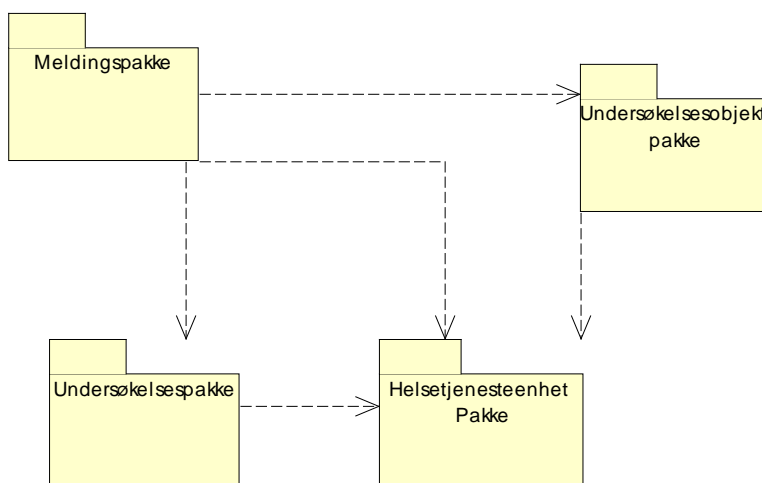 Meldingspakke
Undersøkelsesobjekt
pakke
Undersøkelsespakke
Helsetjenesteenhet
Pakke